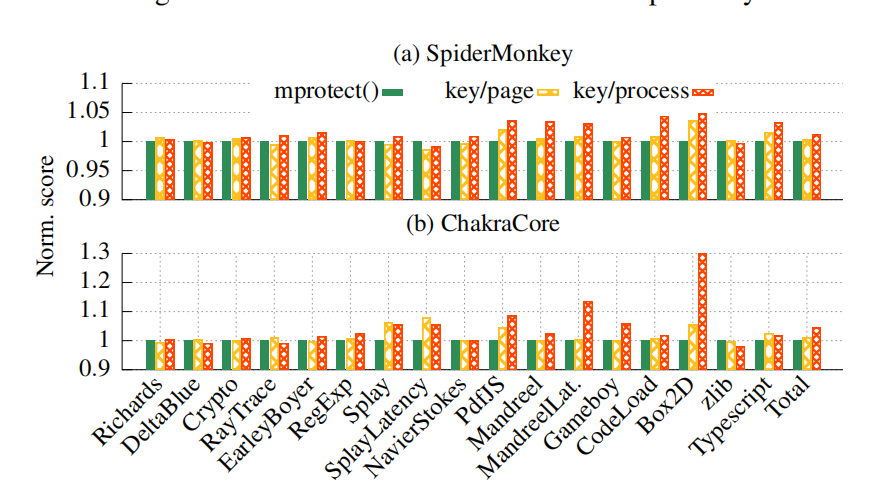 (a) SpiderMonkey
mprotect() key/page key/process
1.1
1.05
1
0.95
0.9
Norm. score
(b) ChakraCore
1.3
1.2
1.1
1
0.9
Richards
DeltaBlue
Crypto
RayTrace
EarleyBoyer
RegExp
Splay
SplayLatency
NavierStokes
PdfJS
Mandreel
MandreelLat.
Gameboy
CodeLoad
Box2D
zlib
Typescript
Total